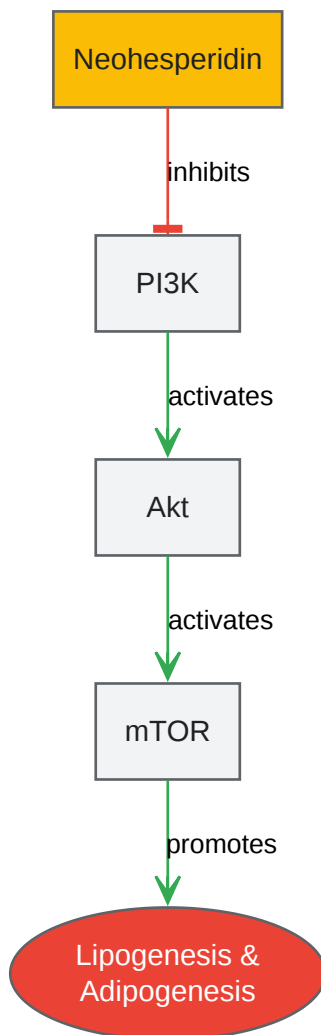 Neohesperidin
inhibits
PI3K
activates
Akt
activates
mTOR
promotes
Lipogenesis &
Adipogenesis